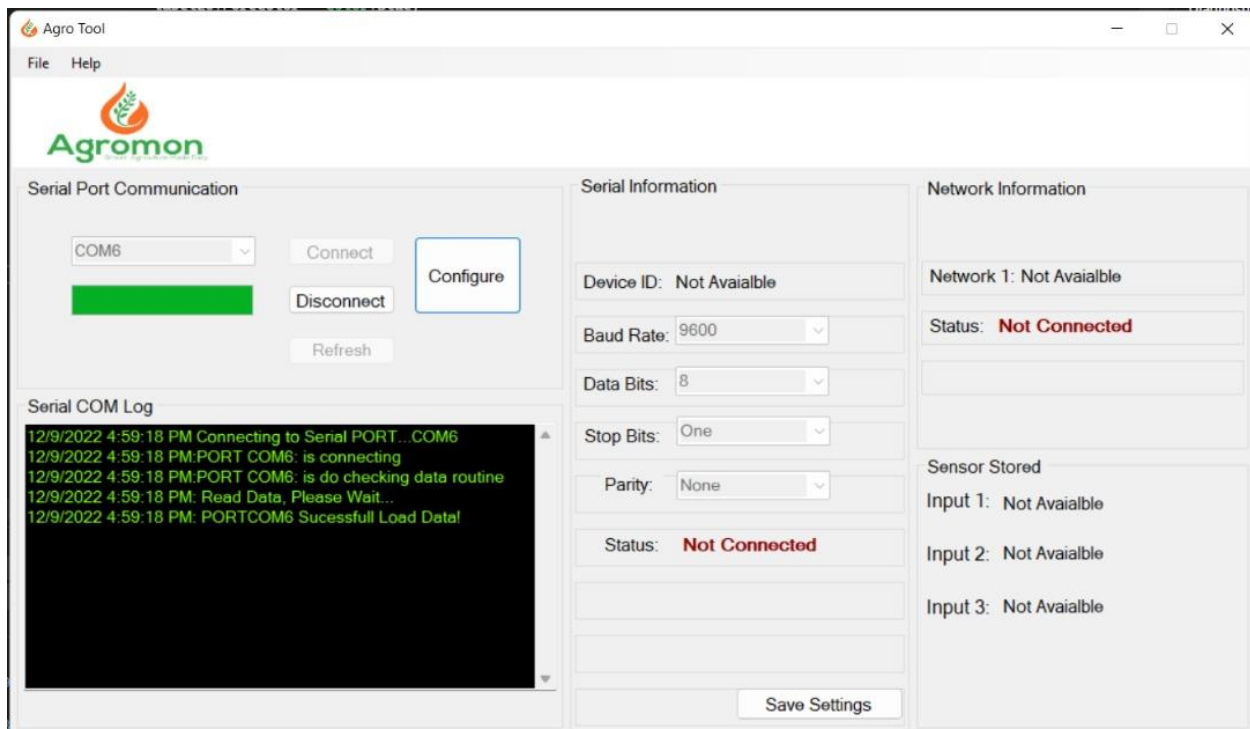 Agro Tool
File Help
Agromon
Serial Port Communication
COM6
Connect
Configure
Disconnect
Refresh
Serial COM Log
12/9/2022 4:59:18 PM Connecting to Serial PORT...COM6
12/9/2022 4:59:18 PM:PORT COM6: is connecting
12/9/2022 4:59:18 PM:PORT COM6: is do checking data routine
12/9/2022 4:59:18 PM: Read Data, Please Wait...
12/9/2022 4:59:18 PM: PORTCOM6 Sucessfull Load Data!
Serial Information
Device ID: Not Avaialble
Baud Rate: 9600
Data Bits: 8
Stop Bits: One
Parity: None
Status: Not Connected
Save Settings
Network Information
Network 1: Not Avaialble
Status: Not Connected
Sensor Stored
Input 1: Not Avaialble
Input 2: Not Avaialble
Input 3: Not Avaialble